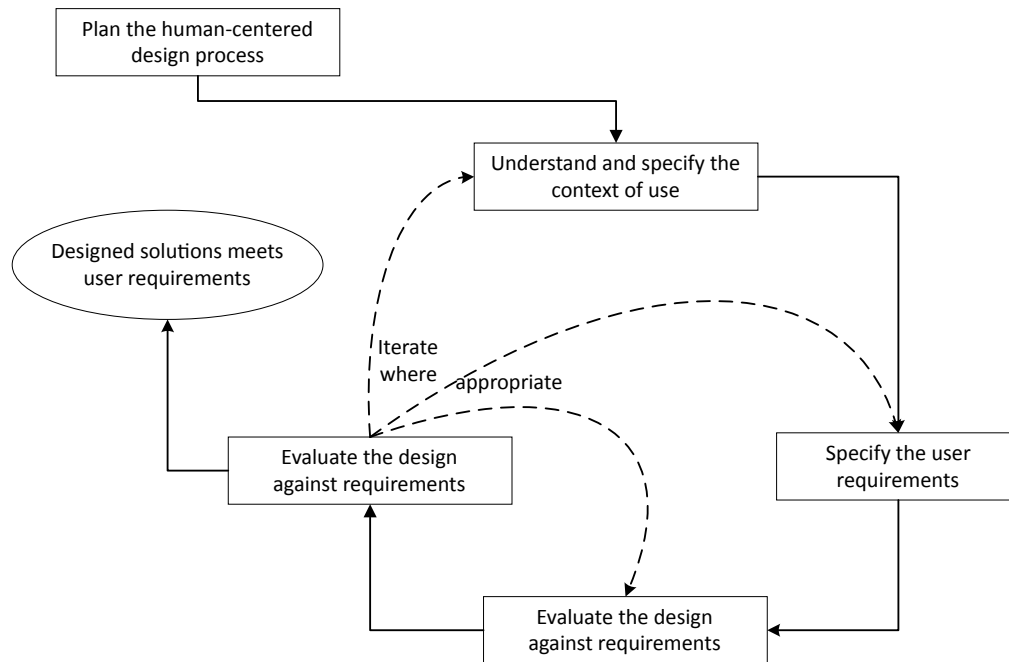 Plan the human-centered
design process
Understand and specify the
context of use
Designed solutions meets
user requirements
Iterate
where
appropriate
Evaluate the design
against requirements
Specify the user
requirements
Evaluate the design
against requirements